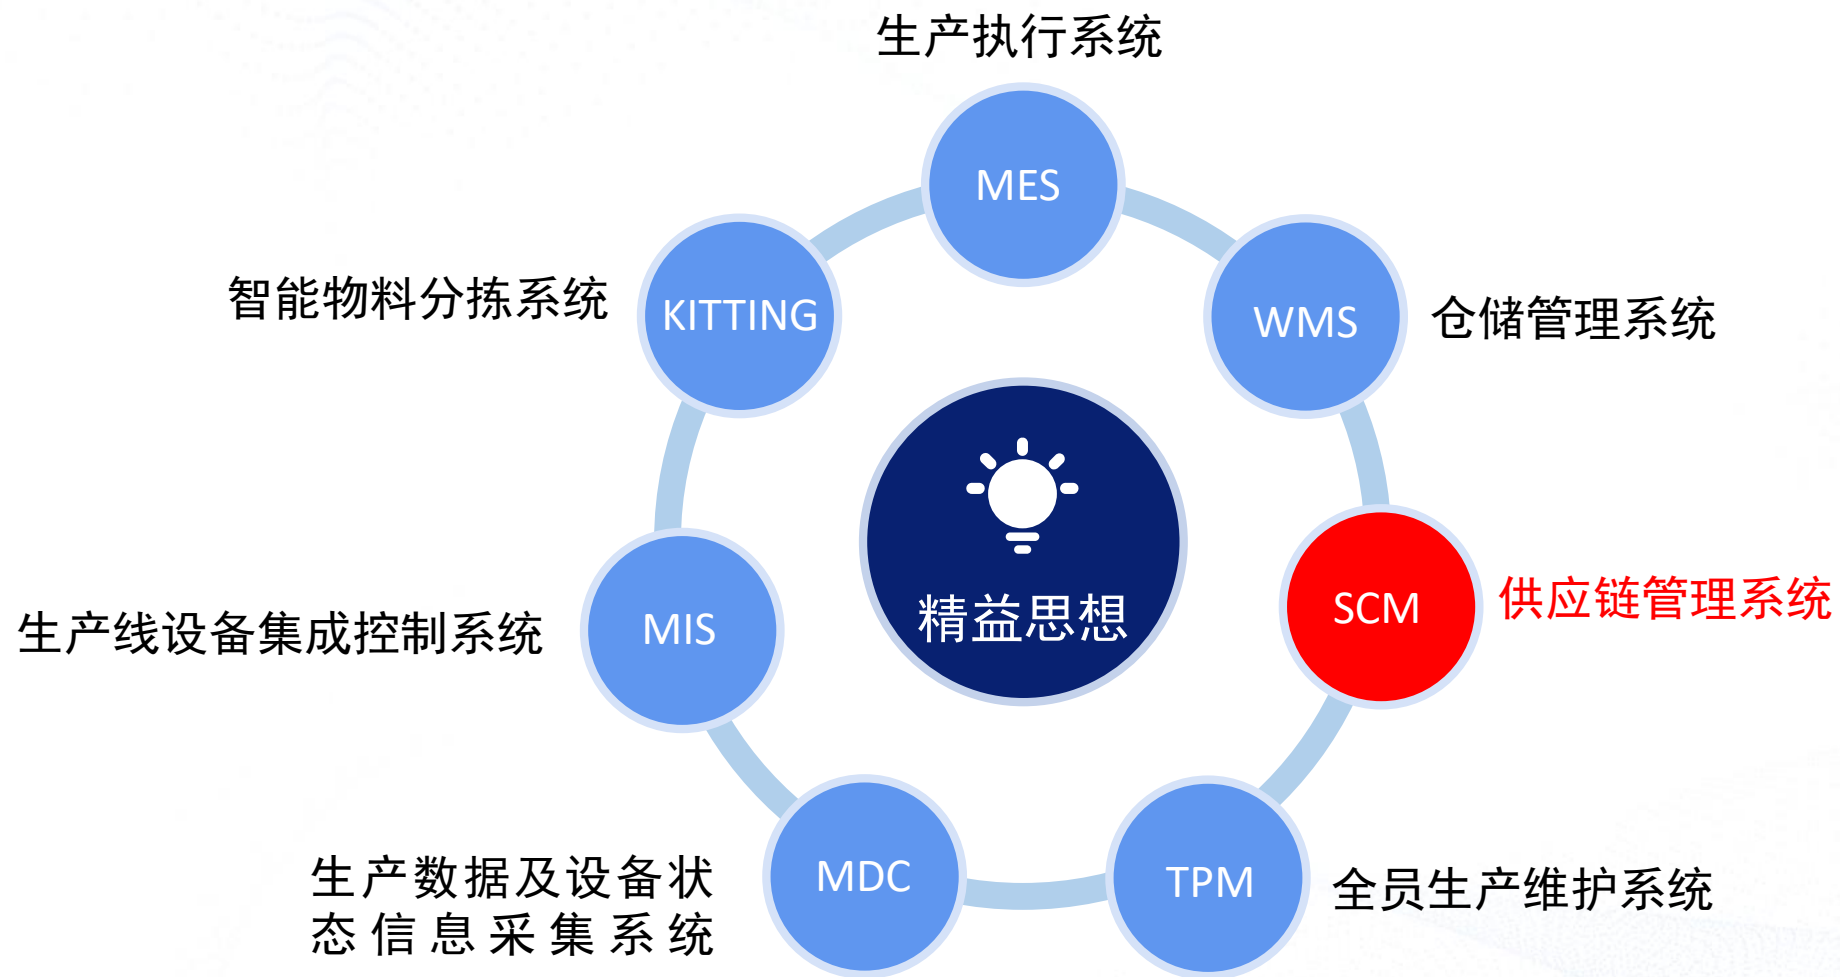 生产执行系统
MES
智能物料分拣系统
KITTING
WMS
仓储管理系统
精益思想
SCM
供应链管理系统
生产线设备集成控制系统
MIS
生产数据及设备状
态信息采集系统
MDC
TPM
全员生产维护系统